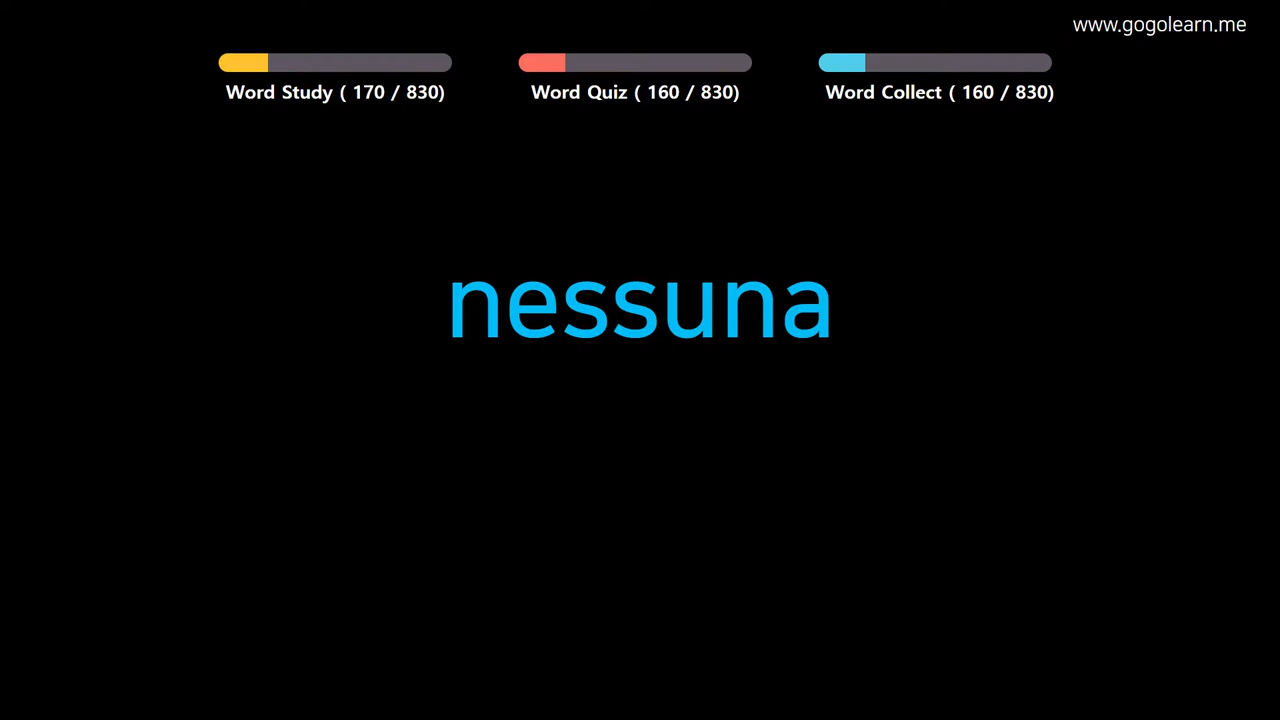 www.gogolearn.me
Word Study ( 170 / 830)
Word Quiz ( 160 / 830)
Word Collect ( 160 / 830)
nessuna